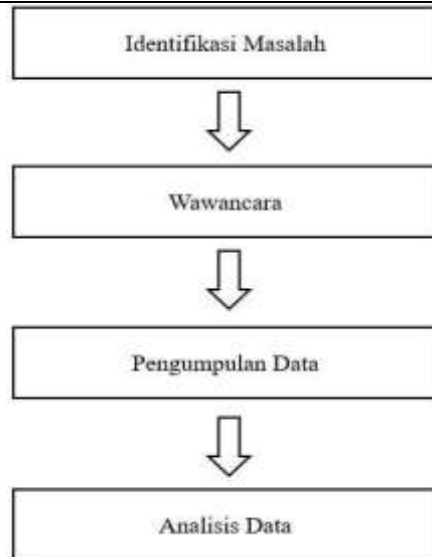 Identifikasi Masalah
Wawancara
Pengumpulan Data
Analisis Data